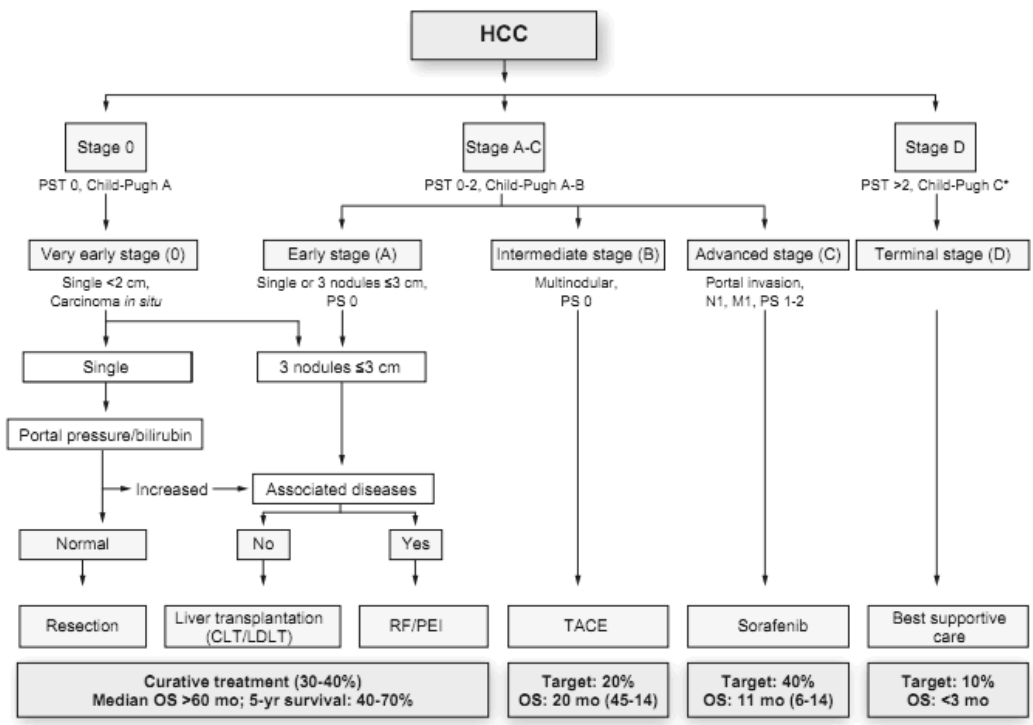 HCC
Stage 0
Stage A-C
Stage D
PST 0, Child-Pugh A
PST 0-2, Child-Pugh A-B
PST >2, Child-Pugh C*
Very early stage (0)
Early stage (A)
Intermediate stage (B)
Advanced stage (C)
Terminal stage (D)
Single <2 cm,
Carcinoma in situ
Single or 3 nodules ≤3 cm,
PS 0
Multinodular,
PS 0
Portal invasion,
N1, M1, PS 1-2
Single
3 nodules ≤3 cm
Portal pressure/bilirubin
Increased
Associated diseases
Normal
No
Yes
Resection
Liver transplantation
(CLT/LDLT)
RF/PEI
TACE
Sorafenib
Best supportive
care
Curative treatment (30-40%)
Median OS >60 mo; 5-yr survival: 40-70%
Target: 20%
OS: 20 mo (45-14)
Target: 40%
OS: 11 mo (6-14)
Target: 10%
OS: <3 mo